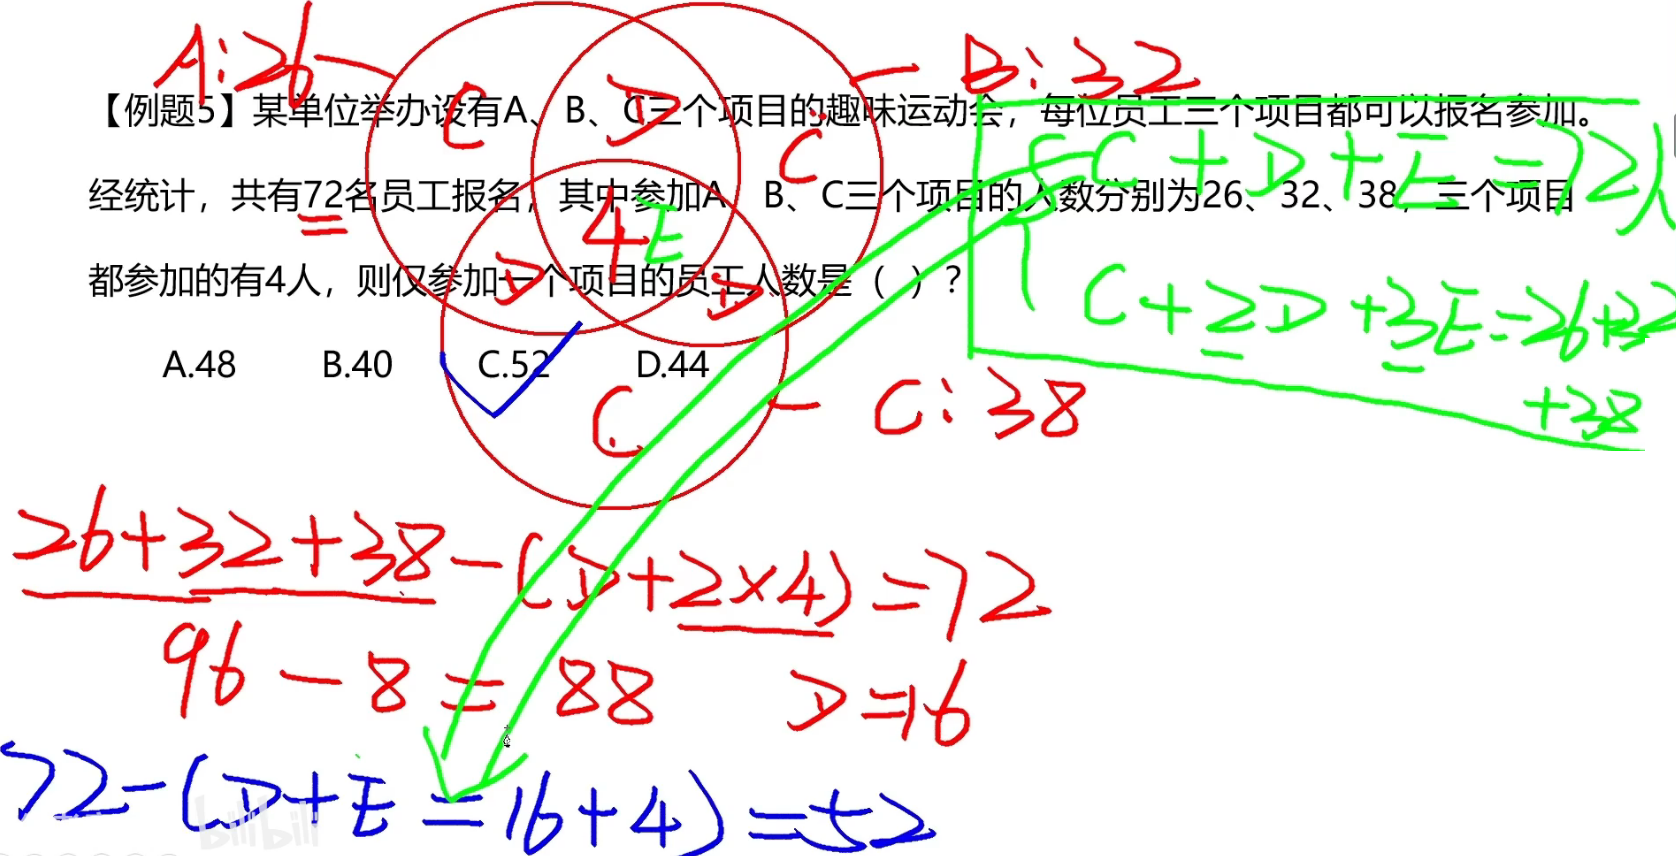 A:26
B:32
C
D
C
【例题5】某单位举办设有A、B、C三个项目的趣味运动会，每位员工三个项目都可以报名参加。
C+D+E=72人
经统计，共有72名员工报名，其中参加A、B、C三个项目的人数分别为26、32、38，三个项目
4E
D
D
都参加的有4人，则仅参加一个项目的员工人数是（ ）？
C+2D+3E=26+32
+38
A.48 B.40 C.52 D.44
C
C:38
26+32+38-(D+2×4)=72
96-8=88 D=16
72-(D+E=16+4)=52
bilibili